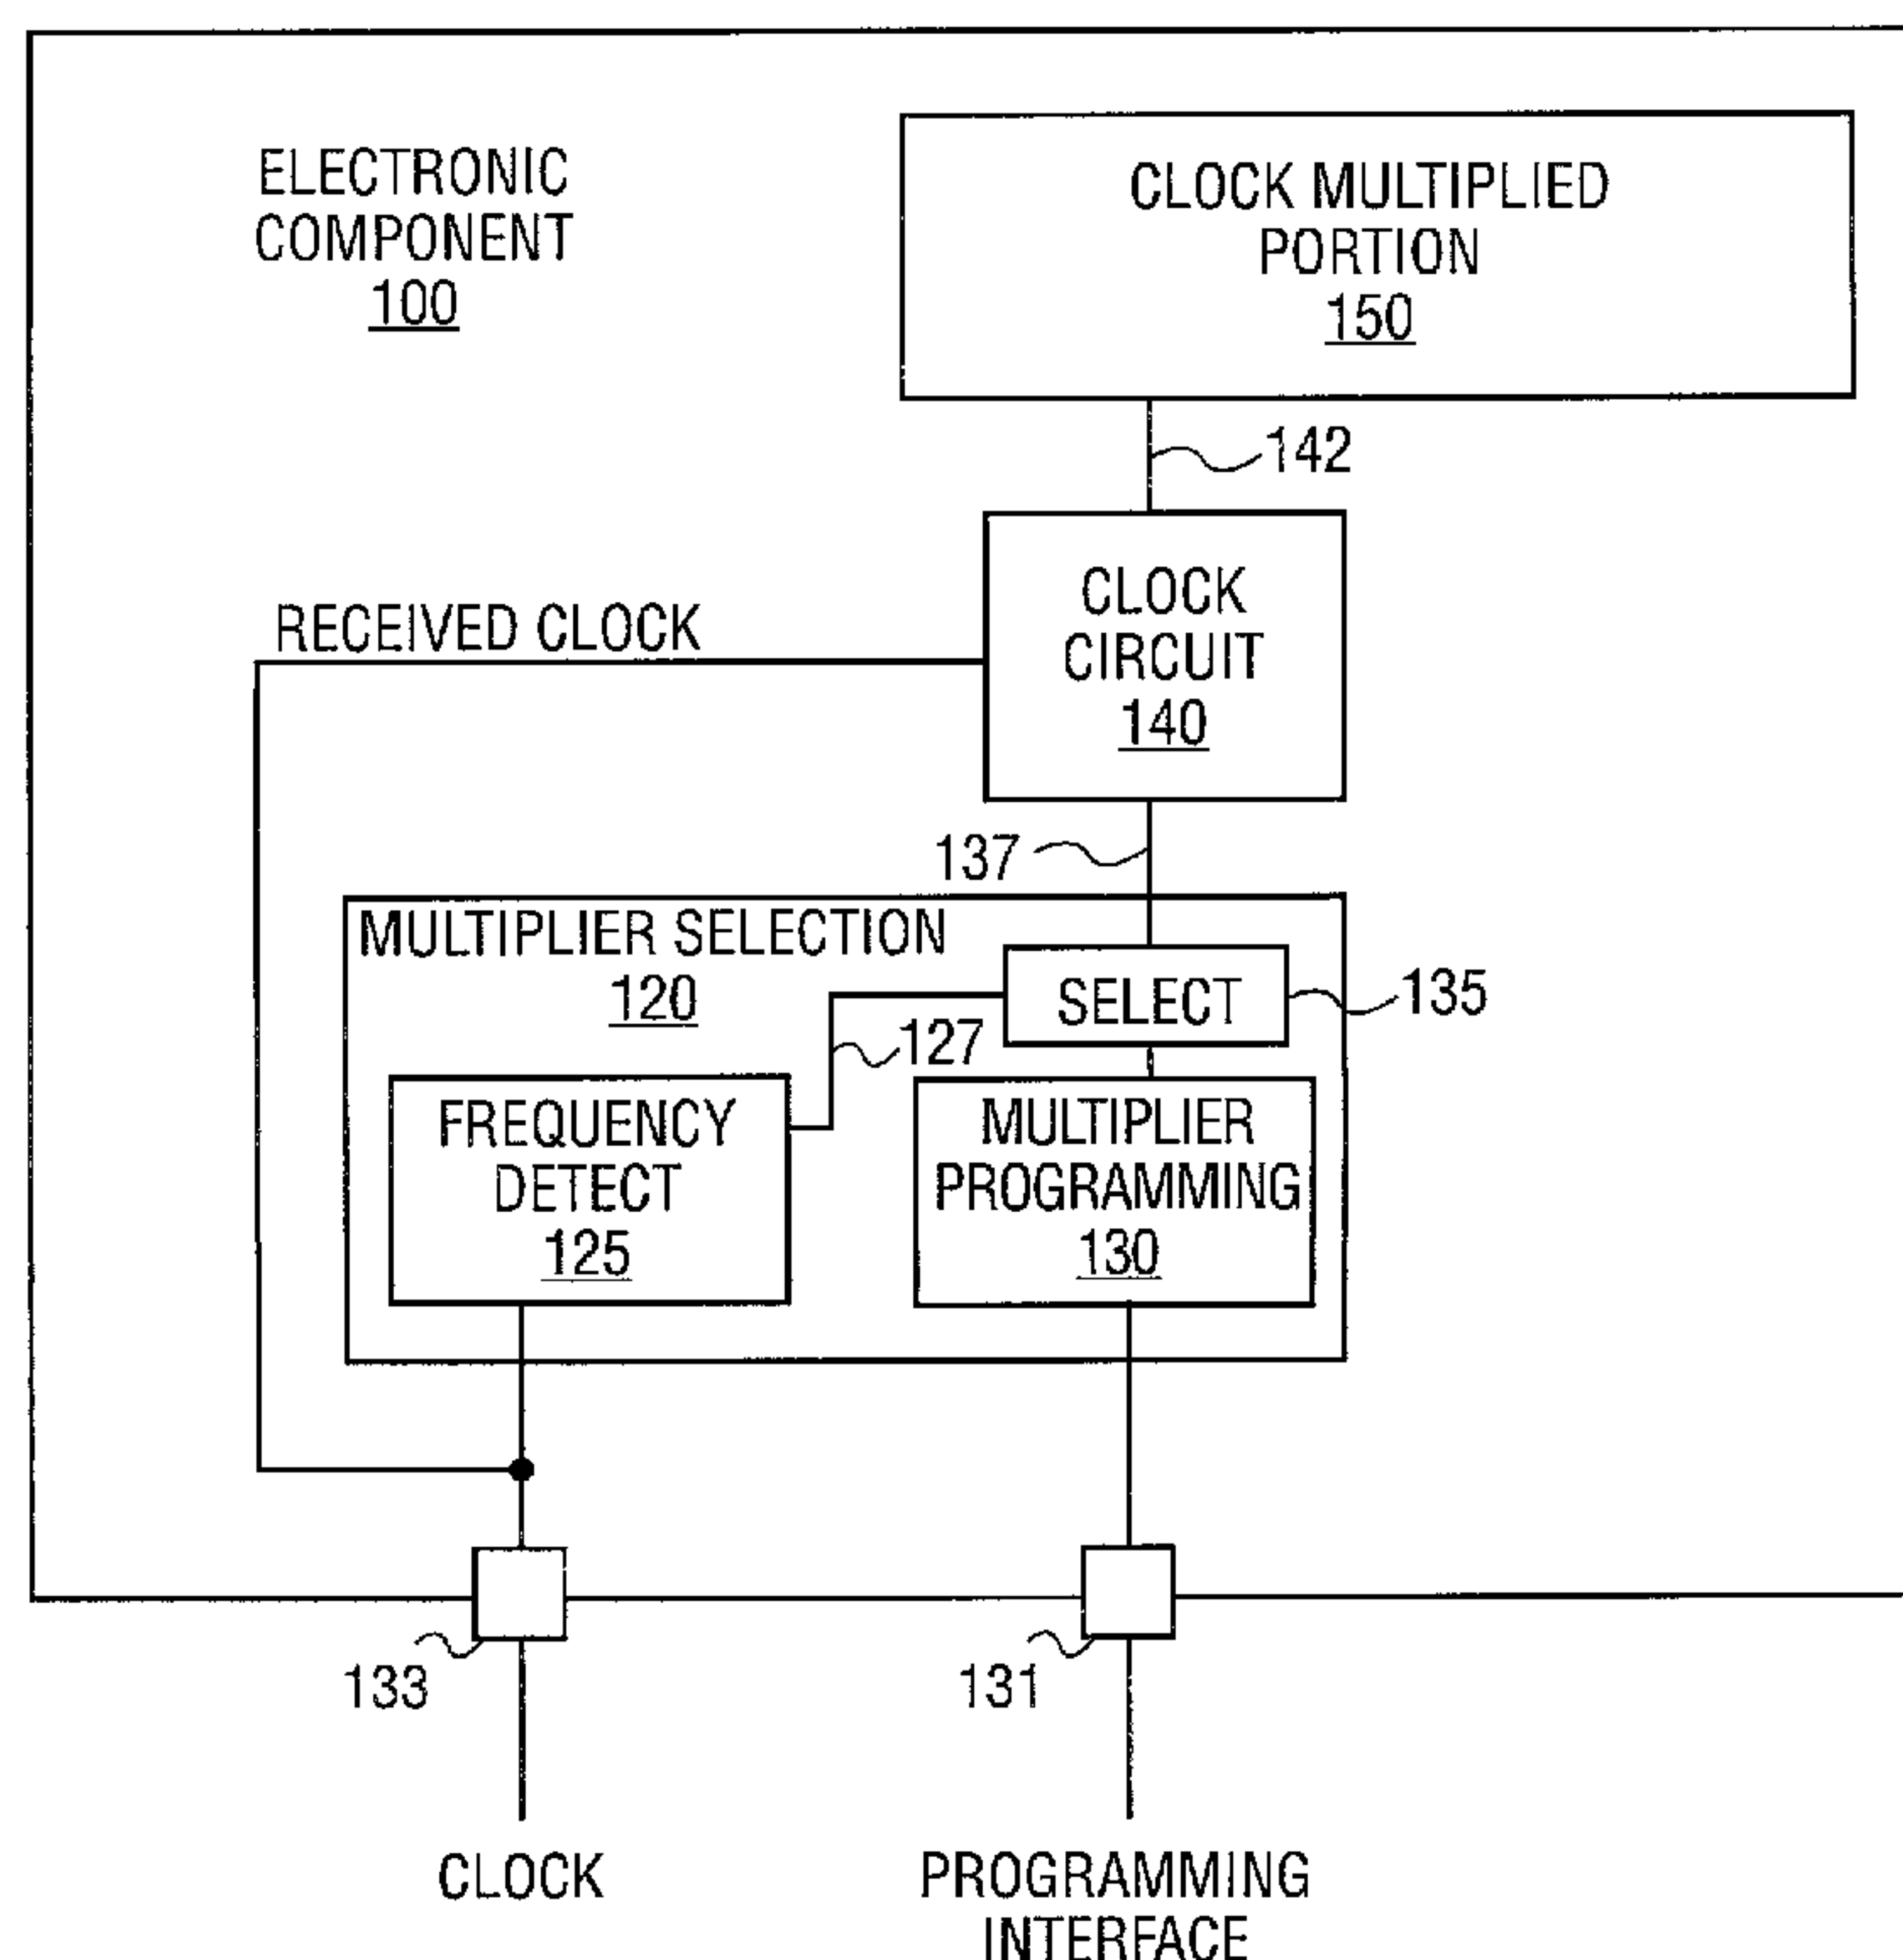 ELECTRONIC
COMPONENT
100
CLOCK MULTIPLIED
PORTION
150
142
CLOCK
CIRCUIT
140
RECEIVED CLOCK
137
MULTIPLIER SELECTION
120
SELECT
135
127
FREQUENCY
DETECT
125
MULTIPLIER
PROGRAMMING
130
133
131
CLOCK
PROGRAMMING
INTERFACE